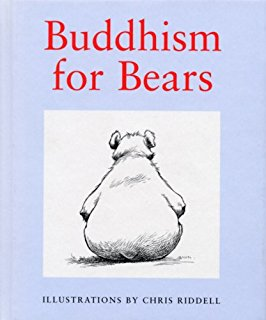 Buddhism
for Bears
ILLUSTRATIONS BY CHRIS RIDDELL